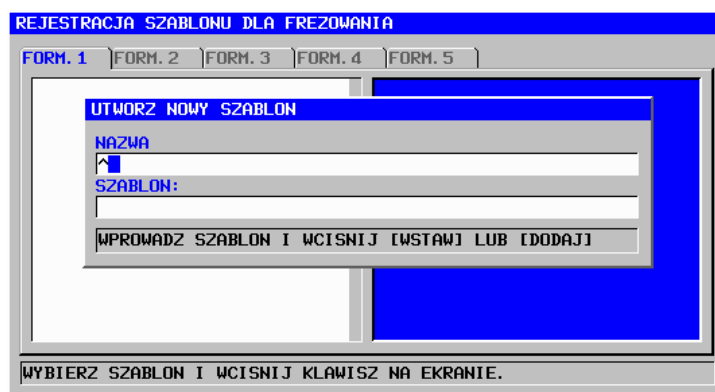 REJESTRACJA SZABLONU DLA FREZOWANIA
FORM. 1 FORM. 2 FORM. 3 FORM. 4 FORM. 5
UTWORZ NOWY SZABLON
NAZWA
^
SZABLON:
WPROWADZ SZABLON I WCISNIJ [WSTAW] LUB [DODAJ]
WYBIERZ SZABLON I WCISNIJ KLAWISZ NA EKRANIE.